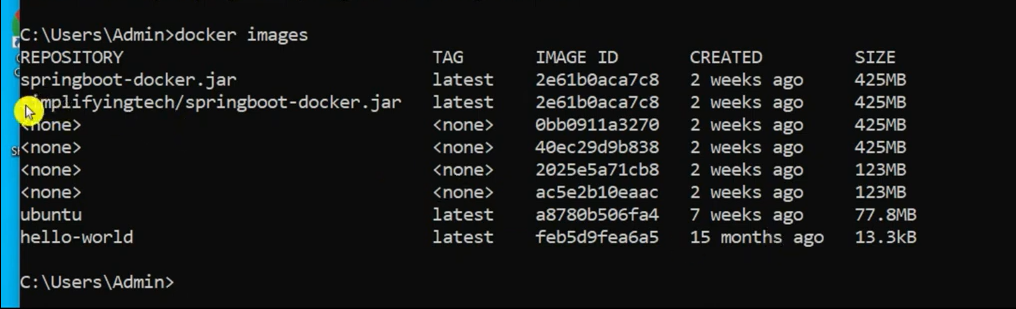 C:\Users\Admin>docker images
REPOSITORY TAG IMAGE ID CREATED SIZE
springboot-docker.jar latest 2e61b0aca7c8 2 weeks ago 425MB
simplifyingtech/springboot-docker.jar latest 2e61b0aca7c8 2 weeks ago 425MB
<none> <none> 0bb0911a3270 2 weeks ago 425MB
<none> <none> 40ec29d9b838 2 weeks ago 425MB
<none> <none> 2025e5a71cb8 2 weeks ago 123MB
<none> <none> ac5e2b10eaac 2 weeks ago 123MB
ubuntu latest a8780b506fa4 7 weeks ago 77.8MB
hello-world latest feb5d9fea6a5 15 months ago 13.3kB
C:\Users\Admin>